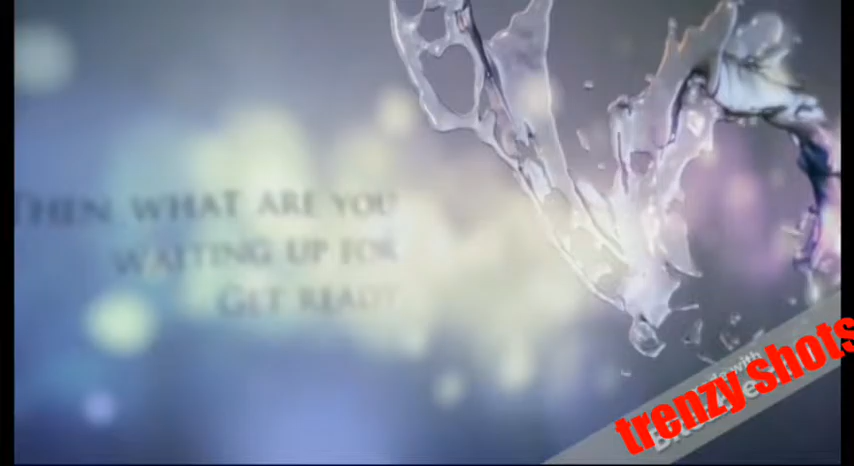 Then, what are you
waiting up for
Get ready
trenzy shots